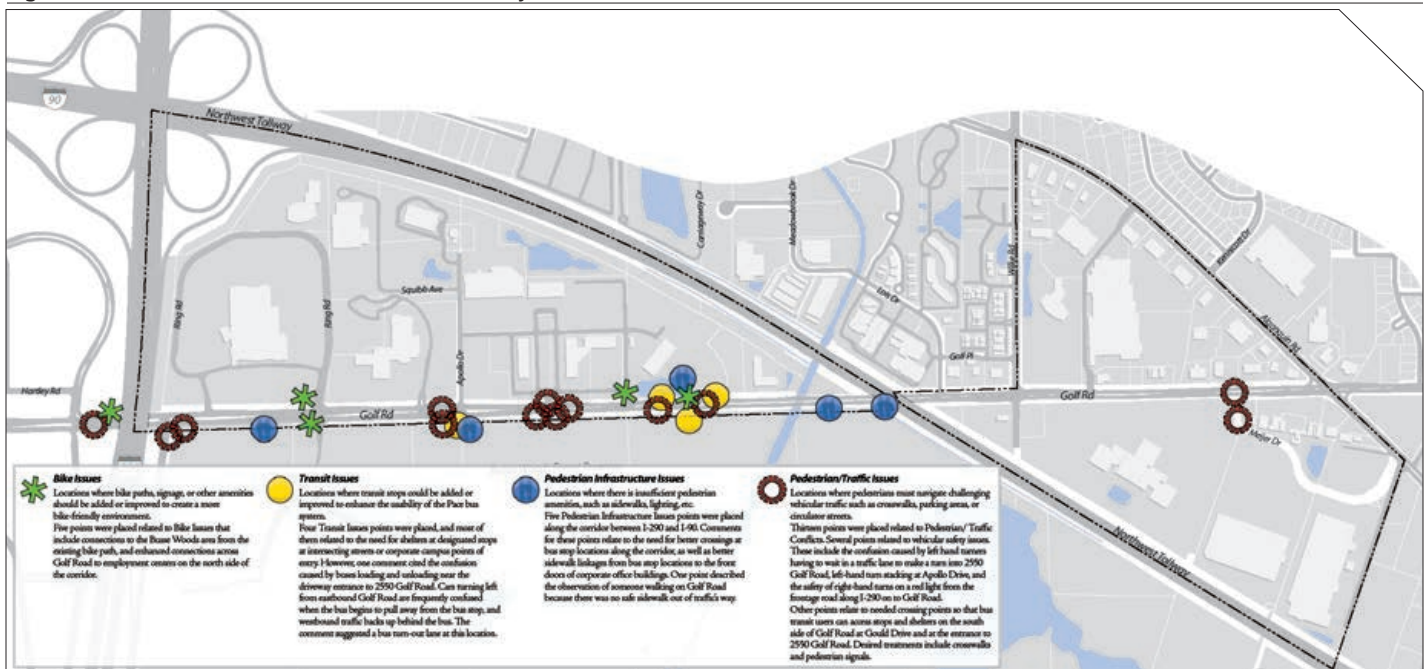 90
Northwest Tollway
Meadowbrook Dr
Wilke Rd
Kennicott Dr
Algonquin Rd
Lois Dr
Golf Pl
Squibb Ave
Apollo Dr
Ring Rd
Ring Rd
Hartley Rd
Golf Rd
Golf Rd
Meijer Dr
Northwest Tollway
Bike Issues
Locations where bike paths, signage, or other amenities
should be added or improved to create a more
bike-friendly environment.
Five points were placed related to Bike Issues that
include connections to the Busse Woods area from the
existing bike path, and enhanced connections across
Golf Road to employment centers on the north side of
the corridor.
Transit Issues
Locations where transit stops could be added or
improved to enhance the usability of the Pace bus
system.
Four Transit Issues points were placed, and most of
them related to the need for shelters at designated stops
at intersecting streets or corporate campus points of
entry. However, one comment cited the confusion
caused by buses loading and unloading near the
driveway entrance to 2550 Golf Road. Cars turning left
from eastbound Golf Road are frequently confused
when the bus begins to pull away from the bus stop, and
westbound traffic backs up behind the bus. The
comment suggested a bus turn-out lane at this location.
Pedestrian Infrastructure Issues
Locations where there is insufficient pedestrian
amenities, such as sidewalks, lighting, etc.
Five Pedestrian Infrastructure Issues points were placed
along the corridor between I-290 and I-90. Comments
for these points relate to the need for better crossings at
bus stop locations along the corridor, as well as better
sidewalk linkages from bus stop locations to the front
doors of corporate office buildings. One point described
the observation of someone walking on Golf Road
because there was no safe sidewalk out of traffic's way.
Pedestrian/Traffic Issues
Locations where pedestrians must navigate challenging
vehicular traffic such as crosswalks, parking areas, or
circulator streets.
Thirteen points were placed related to Pedestrian/ Traffic
Conflicts. Several points related to vehicular safety issues.
These include the confusion caused by left hand turners
having to wait in a traffic lane to make a turn into 2550
Golf Road, left-hand turn stacking at Apollo Drive, and
the safety of right-hand turns on a red light from the
frontage road along I-290 on to Golf Road.
Other points relate to needed crossing points so that bus
transit users can access stops and shelters on the south
side of Golf Road at Gould Drive and at the entrance to
2550 Golf Road. Desired treatments include crosswalks
and pedestrian signals.